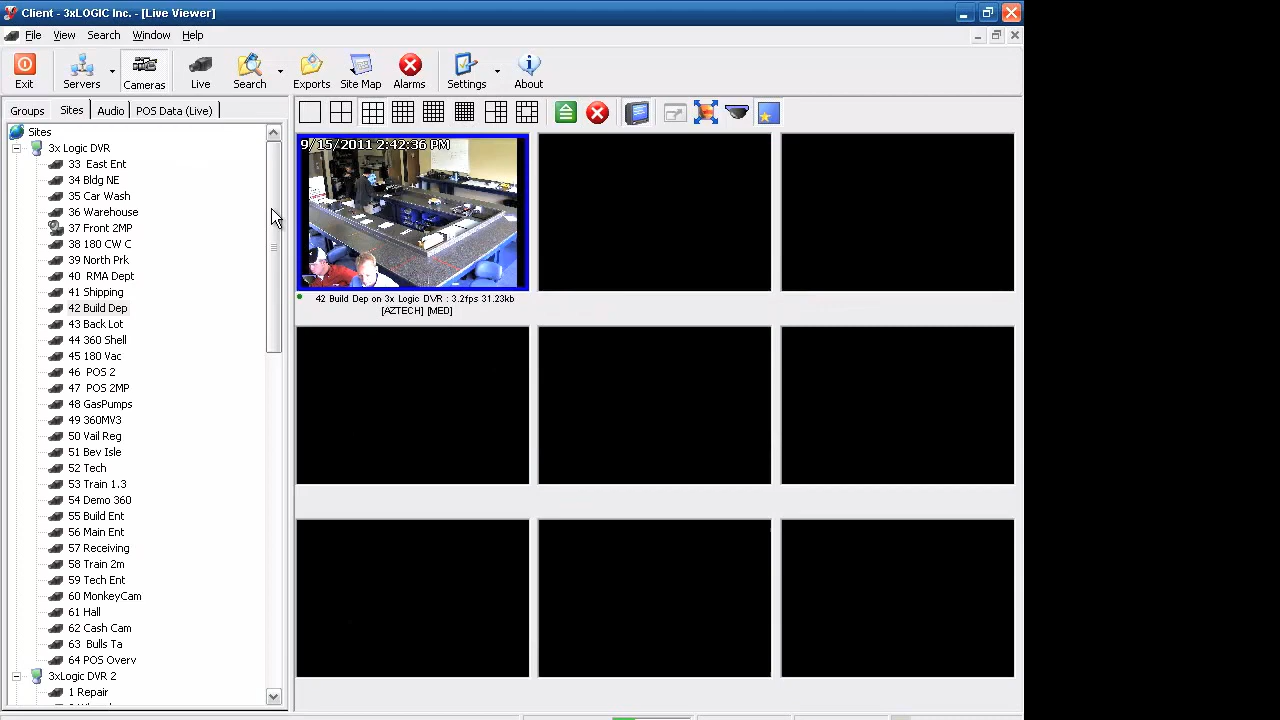 Client - 3xLOGIC Inc. - [Live Viewer]
File View Search Window Help
Exit Servers Cameras Live Search Exports Site Map Alarms Settings About
Groups Sites Audio POS Data (Live)
Sites
3x Logic DVR
33 East Ent
34 Bldg NE
35 Car Wash
36 Warehouse
37 Front 2MP
38 180 CW C
39 North Prk
40 RMA Dept
41 Shipping
42 Build Dep
43 Back Lot
44 360 Shell
45 180 Vac
46 POS 2
47 POS 2MP
48 GasPumps
49 360MV3
50 Vail Reg
51 Bev Isle
52 Tech
53 Train 1.3
54 Demo 360
55 Build Ent
56 Main Ent
57 Receiving
58 Train 2m
59 Tech Ent
60 MonkeyCam
61 Hall
62 Cash Cam
63 Bulls Ta
64 POS Overv
3xLogic DVR 2
1 Repair
9/15/2011 2:42:36 PM
42 Build Dep on 3x Logic DVR : 3.2fps 31.23kb
[AZTECH] [MED]